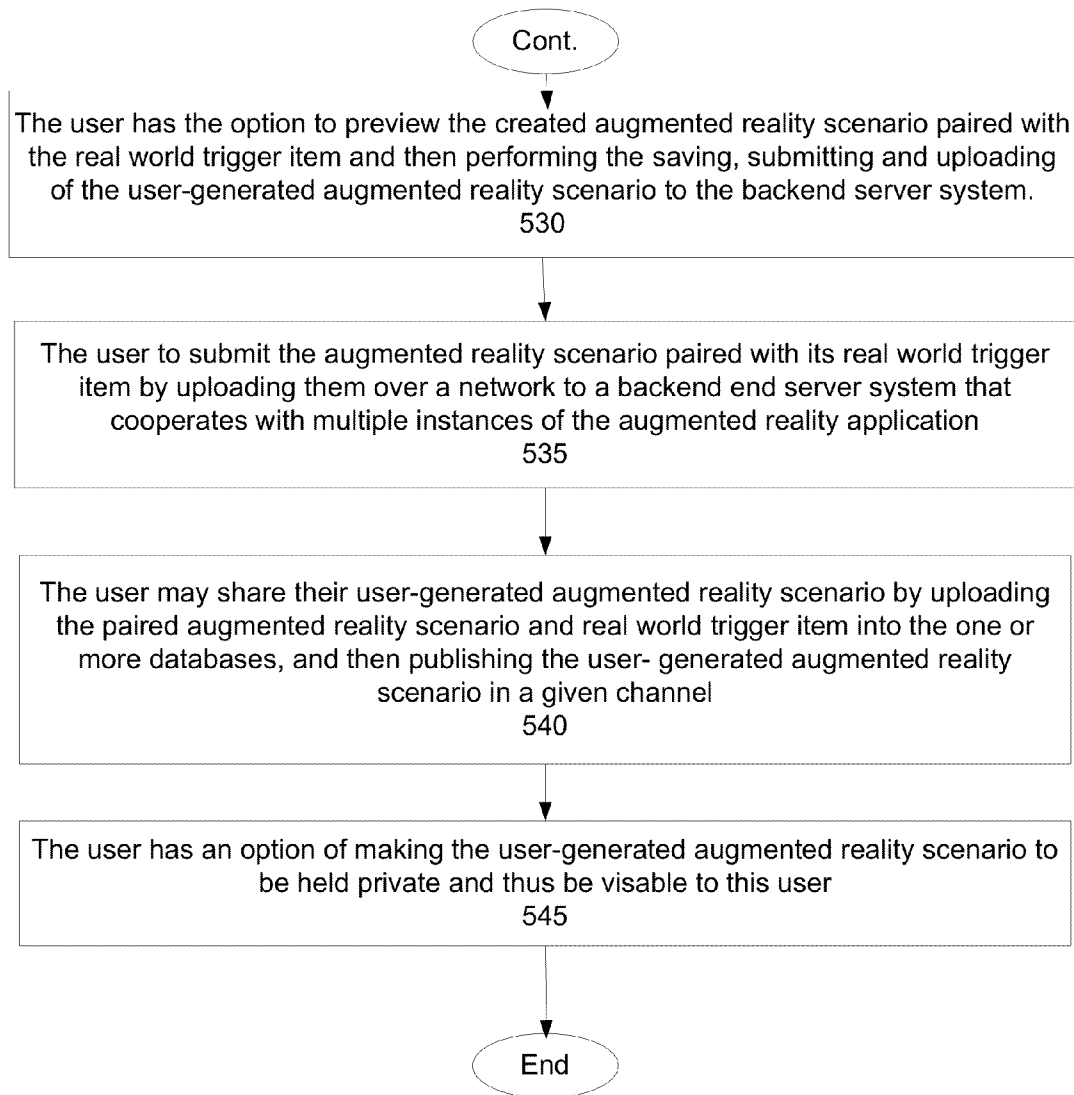 Cont.
The user has the option to preview the created augmented reality scenario paired with
the real world trigger item and then performing the saving, submitting and uploading
of the user-generated augmented reality scenario to the backend server system.
530
The user to submit the augmented reality scenario paired with its real world trigger
item by uploading them over a network to a backend end server system that
cooperates with multiple instances of the augmented reality application
535
The user may share their user-generated augmented reality scenario by uploading
the paired augmented reality scenario and real world trigger item into the one or
more databases, and then publishing the user- generated augmented reality
scenario in a given channel
540
The user has an option of making the user-generated augmented reality scenario to
be held private and thus be visable to this user
545
End